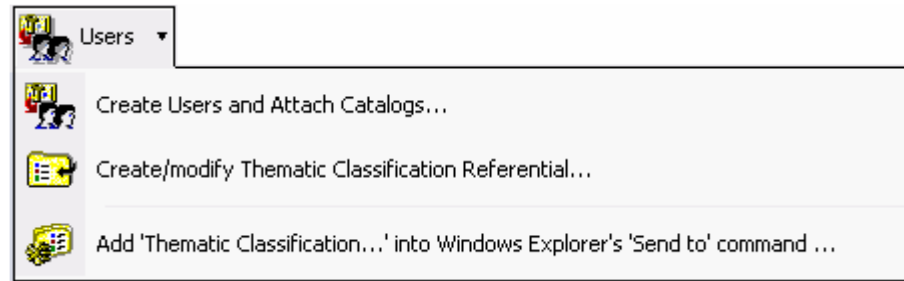 Users
Create Users and Attach Catalogs...
Create/modify Thematic Classification Referential...
Add 'Thematic Classification...' into Windows Explorer's 'Send to' command ...